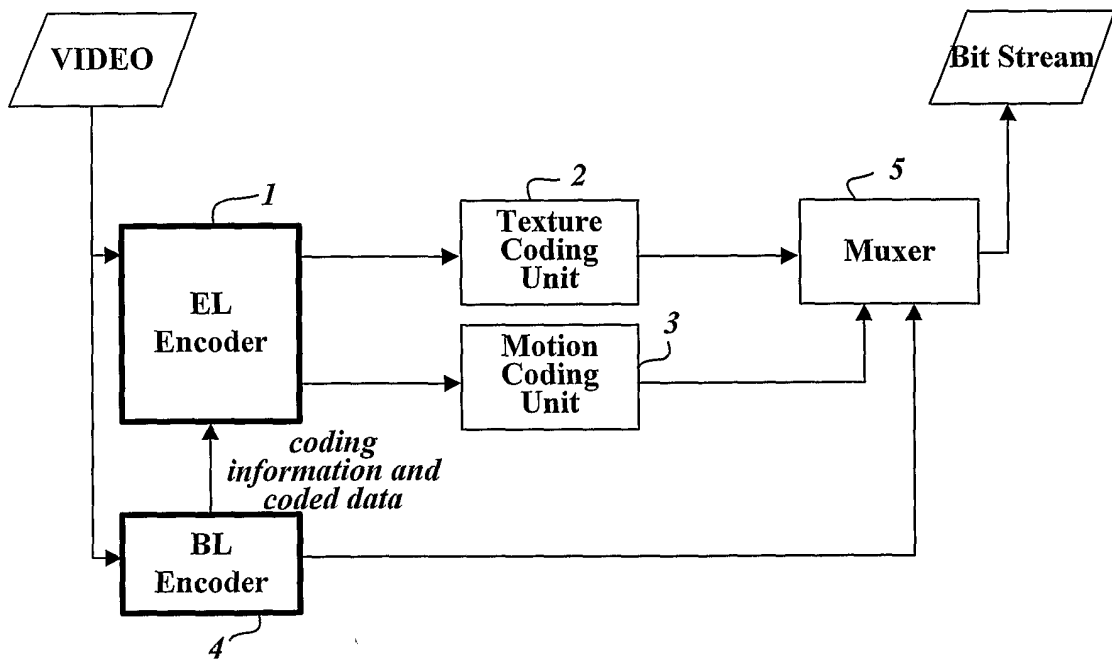 VIDEO
Bit Stream
1
2
5
EL
Encoder
Texture
Coding
Unit
Muxer
3
Motion
Coding
Unit
coding
information and
coded data
BL
Encoder
4